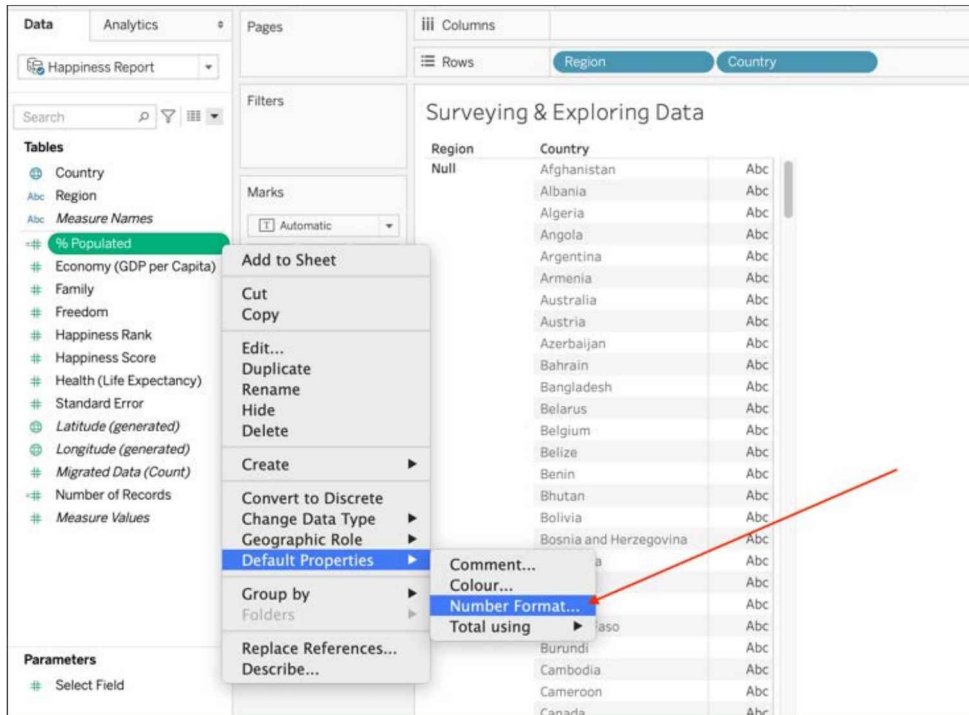 Data
Analytics
Happiness Report
Search
Tables
Country
Abc Region
Abc Measure Names
=# % Populated
# Economy (GDP per Capita)
# Family
# Freedom
# Happiness Rank
# Happiness Score
# Health (Life Expectancy)
# Standard Error
Latitude (generated)
Longitude (generated)
# Migrated Data (Count)
=# Number of Records
# Measure Values
Parameters
# Select Field
Pages
Filters
Marks
T Automatic
Add to Sheet
Cut
Copy
Edit...
Duplicate
Rename
Hide
Delete
Create
Convert to Discrete
Change Data Type
Geographic Role
Default Properties
Group by
Folders
Replace References...
Describe...
Comment...
Colour...
Number Format...
Total using
Columns
Rows Region Country
Surveying & Exploring Data
Region Country
Null Afghanistan Abc
Albania Abc
Algeria Abc
Angola Abc
Argentina Abc
Armenia Abc
Australia Abc
Austria Abc
Azerbaijan Abc
Bahrain Abc
Bangladesh Abc
Belarus Abc
Belgium Abc
Belize Abc
Benin Abc
Bhutan Abc
Bolivia Abc
Bosnia and Herzegovina Abc
a Abc
Abc
Abc
Faso Abc
Burundi Abc
Cambodia Abc
Cameroon Abc
Canada Abc